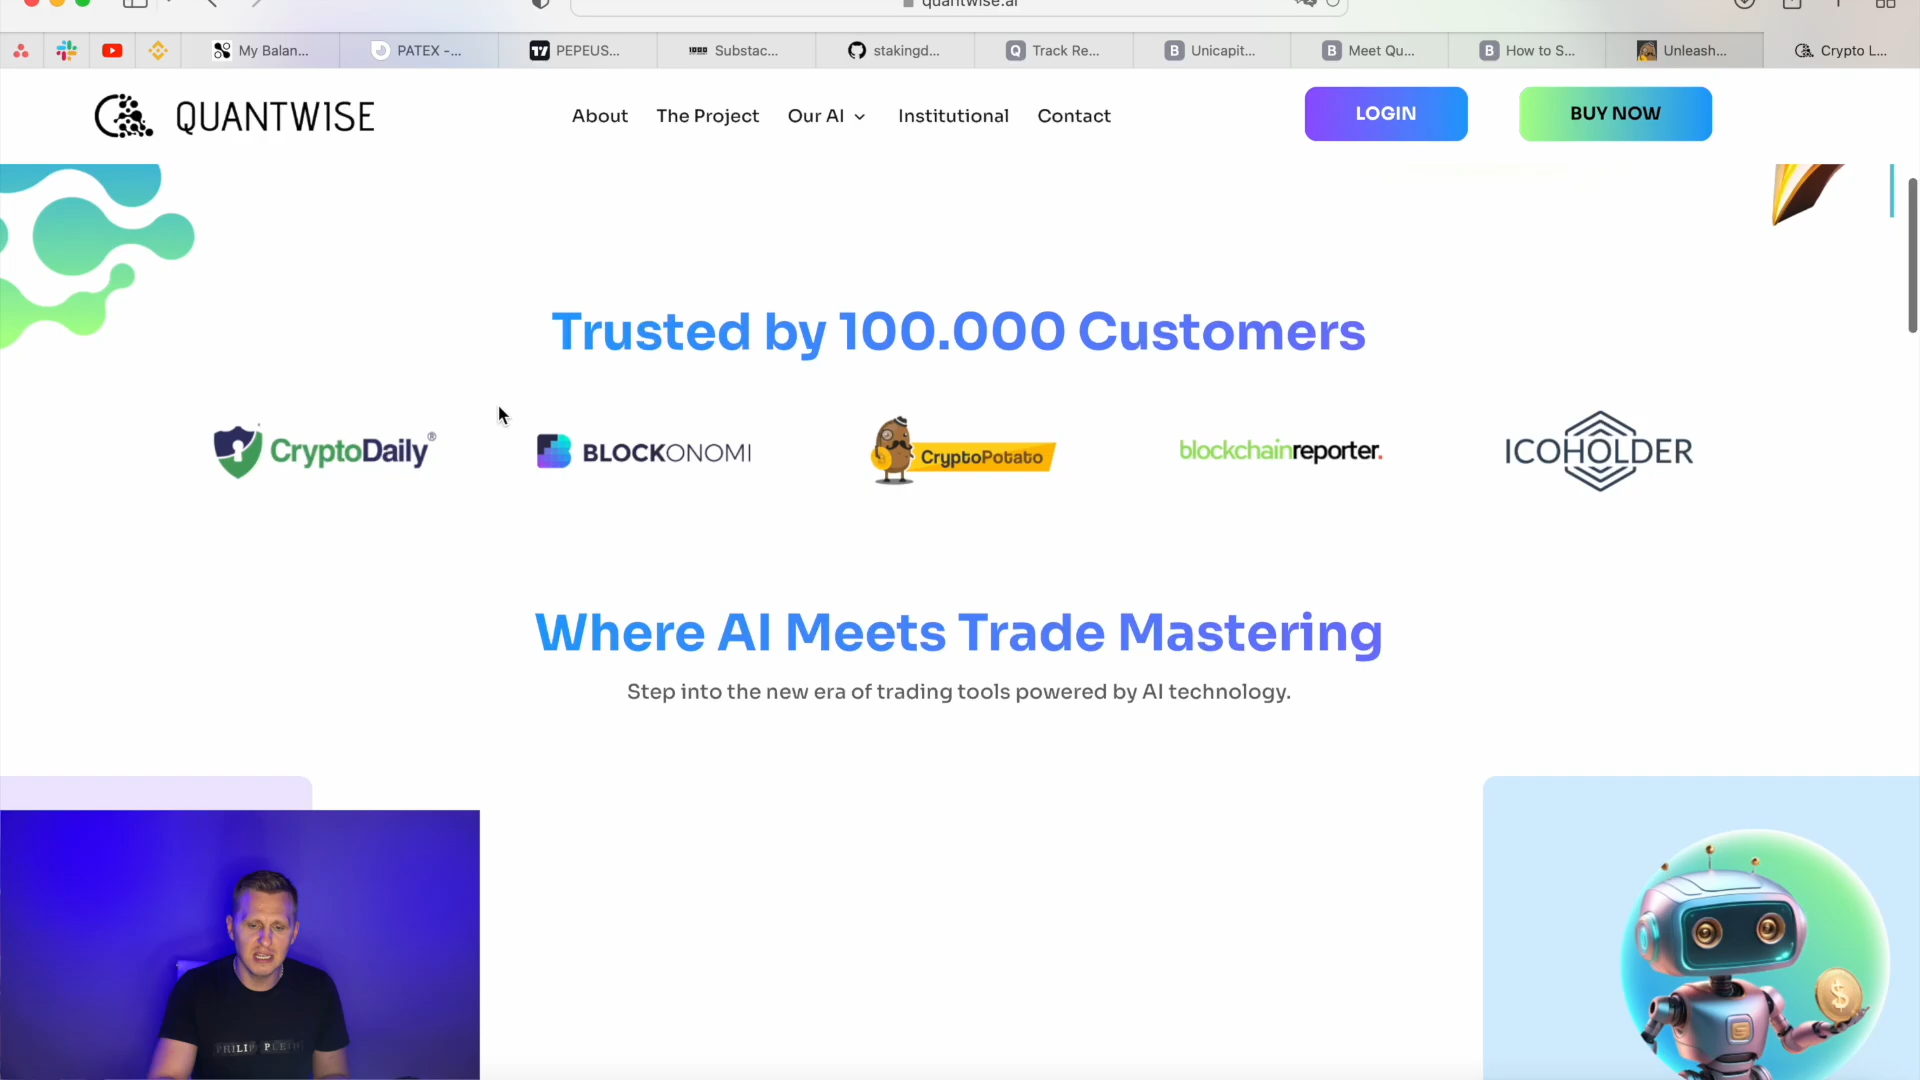 quantwise.ai
My Balan...
PATEX -...
PEPEUS...
Substac...
stakingd...
Track Re...
Unicapit...
Meet Qu...
How to S...
Unleash...
Crypto L...
QUANTWISE
About
The Project
Our AI
Institutional
Contact
LOGIN
BUY NOW
Trusted by 100.000 Customers
CryptoDaily®
BLOCKONOMI
CryptoPotato
blockchainreporter.
ICOHOLDER
Where AI Meets Trade Mastering
Step into the new era of trading tools powered by AI technology.
PHILIPP PLEIN